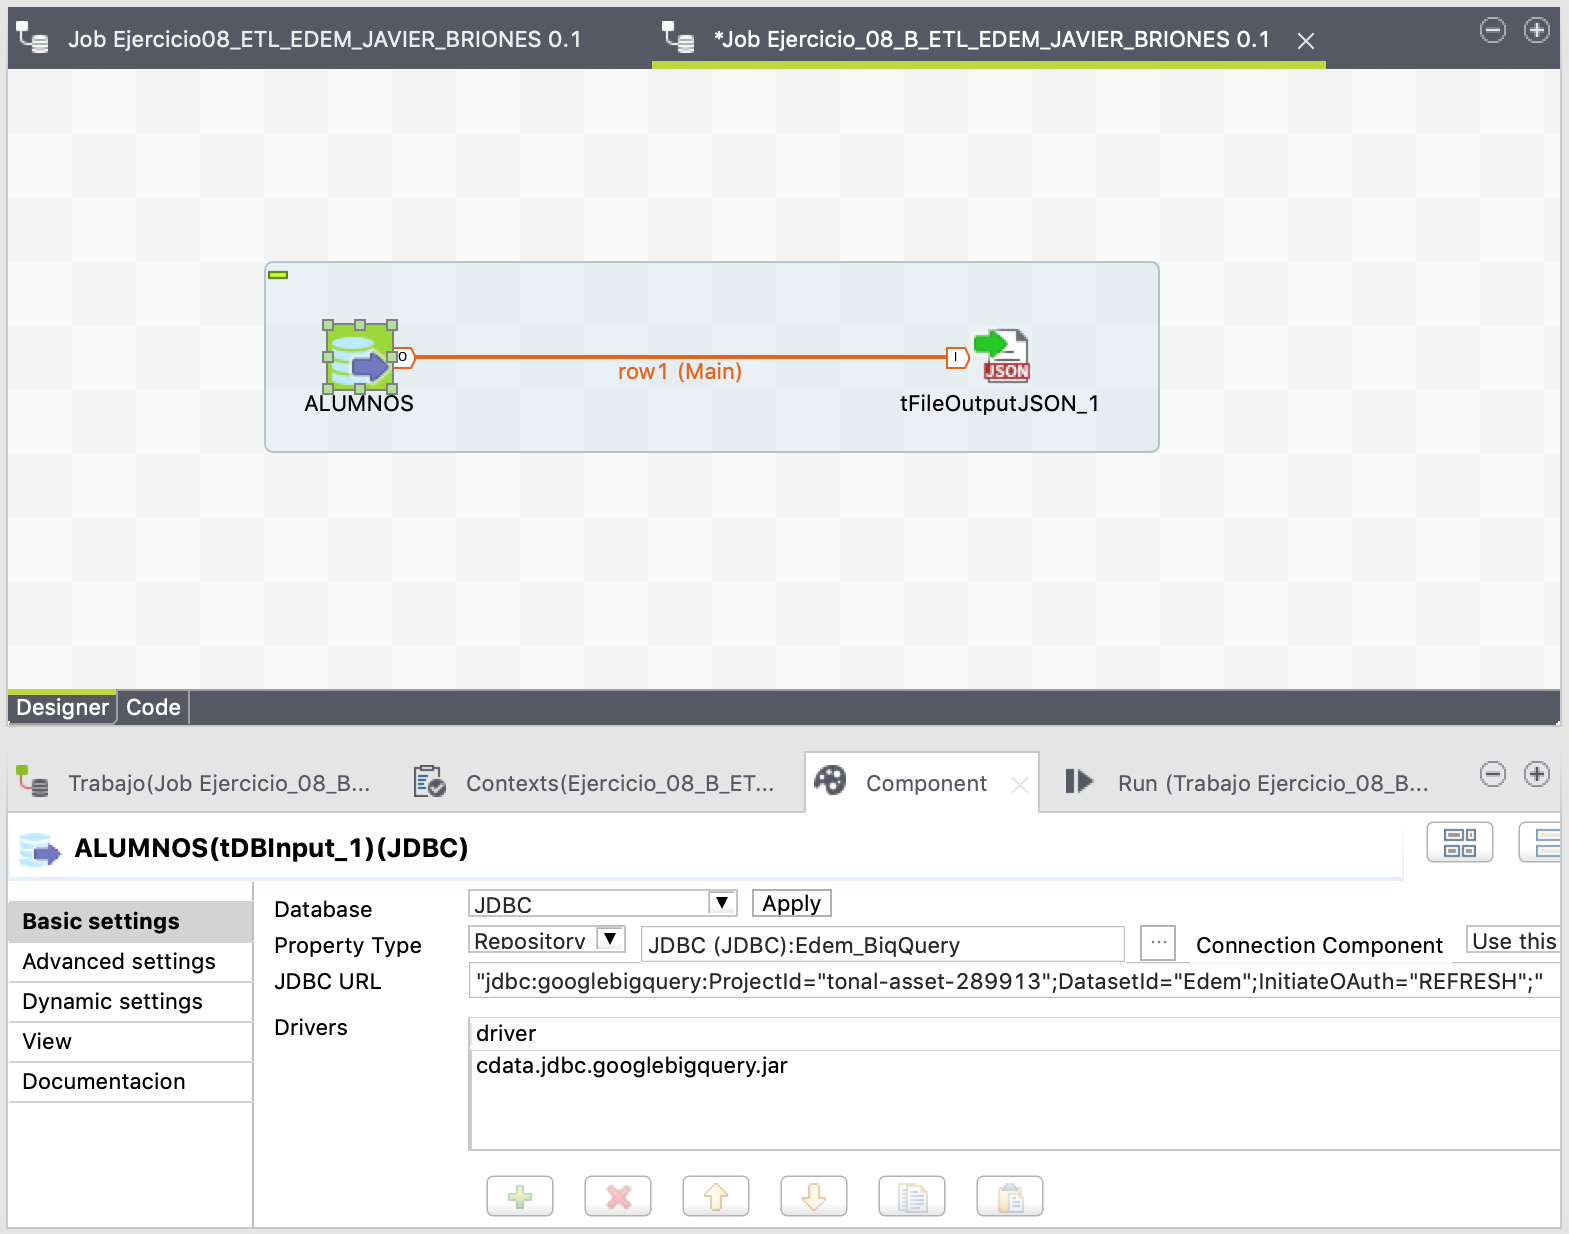 Job Ejercicio08_ETL_EDEM_JAVIER_BRIONES 0.1
*Job Ejercicio_08_B_ETL_EDEM_JAVIER_BRIONES 0.1
O
I
row1 (Main)
JSON
ALUMNOS
tFileOutputJSON_1
Designer
Code
Trabajo(Job Ejercicio_08_B...
Contexts(Ejercicio_08_B_ET...
Component
Run (Trabajo Ejercicio_08_B...
ALUMNOS(tDBInput_1)(JDBC)
Basic settings
Advanced settings
Dynamic settings
View
Documentacion
Database
JDBC
Apply
Property Type
Repository
JDBC (JDBC):Edem_BiqQuery
...
Connection Component
Use this
JDBC URL
"jdbc:googlebigquery:ProjectId="tonal-asset-289913";DatasetId="Edem";InitiateOAuth="REFRESH";"
Drivers
driver
cdata.jdbc.googlebigquery.jar